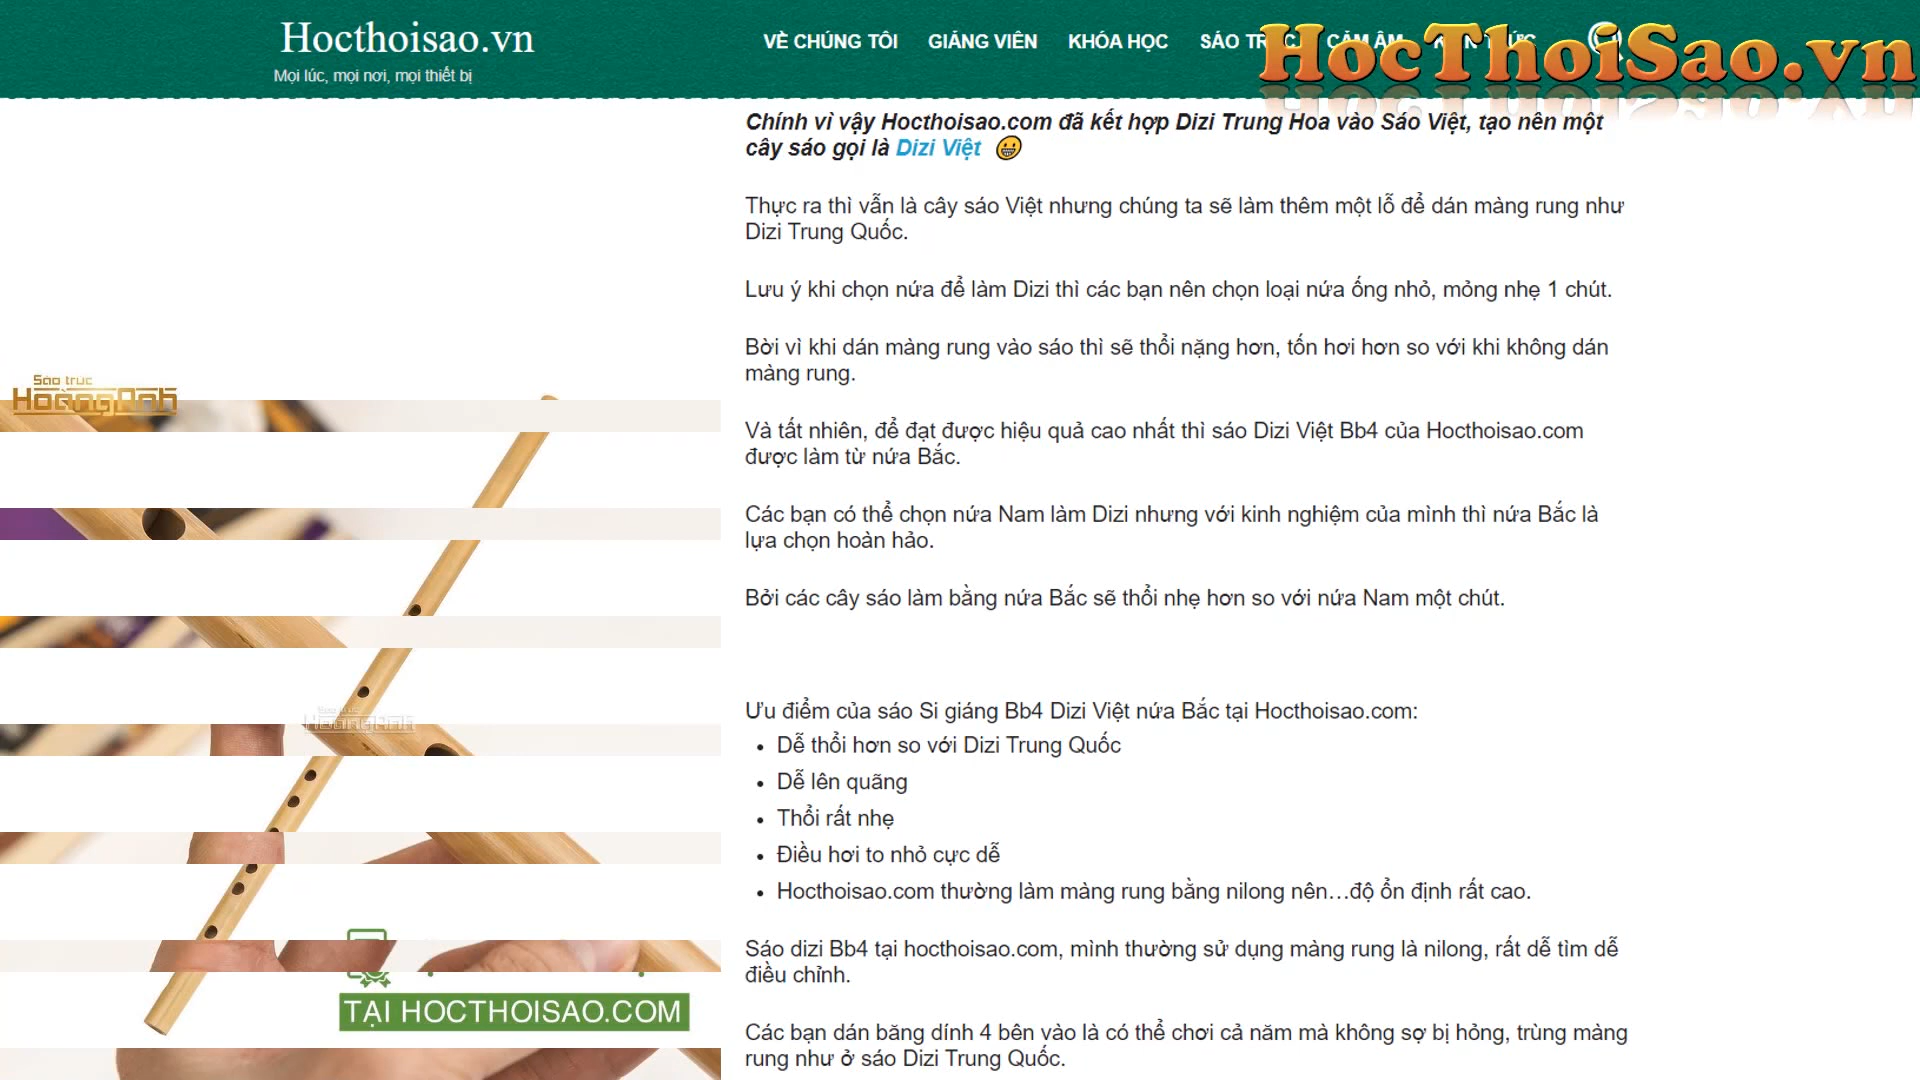 Hocthoisao.vn
Mọi lúc, mọi nơi, mọi thiết bị
VỀ CHÚNG TÔI GIẢNG VIÊN KHÓA HỌC SÁO CẢM ÂM
HocThoiSao.vn
Chính vì vậy Hocthoisao.com đã kết hợp Dizi Trung Hoa vào Sáo Việt, tạo nên một
cây sáo gọi là Dizi Việt 😀
Thực ra thì vẫn là cây sáo Việt nhưng chúng ta sẽ làm thêm một lỗ để dán màng rung như
Dizi Trung Quốc.
Lưu ý khi chọn nứa để làm Dizi thì các bạn nên chọn loại nứa ống nhỏ, mỏng nhẹ 1 chút.
Bời vì khi dán màng rung vào sáo thì sẽ thổi nặng hơn, tốn hơi hơn so với khi không dán
màng rung.
Và tất nhiên, để đạt được hiệu quả cao nhất thì sáo Dizi Việt Bb4 của Hocthoisao.com
được làm từ nứa Bắc.
Các bạn có thể chọn nứa Nam làm Dizi nhưng với kinh nghiệm của mình thì nứa Bắc là
lựa chọn hoàn hảo.
Bởi các cây sáo làm bằng nứa Bắc sẽ thổi nhẹ hơn so với nứa Nam một chút.
Ưu điểm của sáo Si giáng Bb4 Dizi Việt nứa Bắc tại Hocthoisao.com:
• Dễ thổi hơn so với Dizi Trung Quốc
• Dễ lên quãng
• Thổi rất nhẹ
• Điều hơi to nhỏ cực dễ
• Hocthoisao.com thường làm màng rung bằng nilong nên…độ ổn định rất cao.
Sáo dizi Bb4 tại hocthoisao.com, mình thường sử dụng màng rung là nilong, rất dễ tìm dễ
điều chỉnh.
Các bạn dán băng dính 4 bên vào là có thể chơi cả năm mà không sợ bị hỏng, trùng màng
rung như ở sáo Dizi Trung Quốc.
Sáo trúc
HoàngAnh
HoàngAnh
TẠI HOCTHOISAO.COM